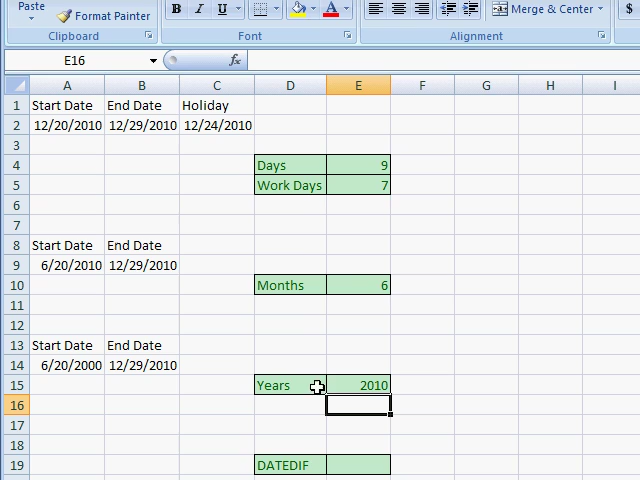 Paste
Format Painter
B I U A
Merge & Center $
Clipboard Font Alignment
E16 fx
A B C D E F G H I
1 Start Date End Date Holiday
2 12/20/2010 12/29/2010 12/24/2010
3
4 Days 9
5 Work Days 7
6
7
8 Start Date End Date
9 6/20/2010 12/29/2010
10 Months 6
11
12
13 Start Date End Date
14 6/20/2000 12/29/2010
15 Years 2010
16
17
18
19 DATEDIF